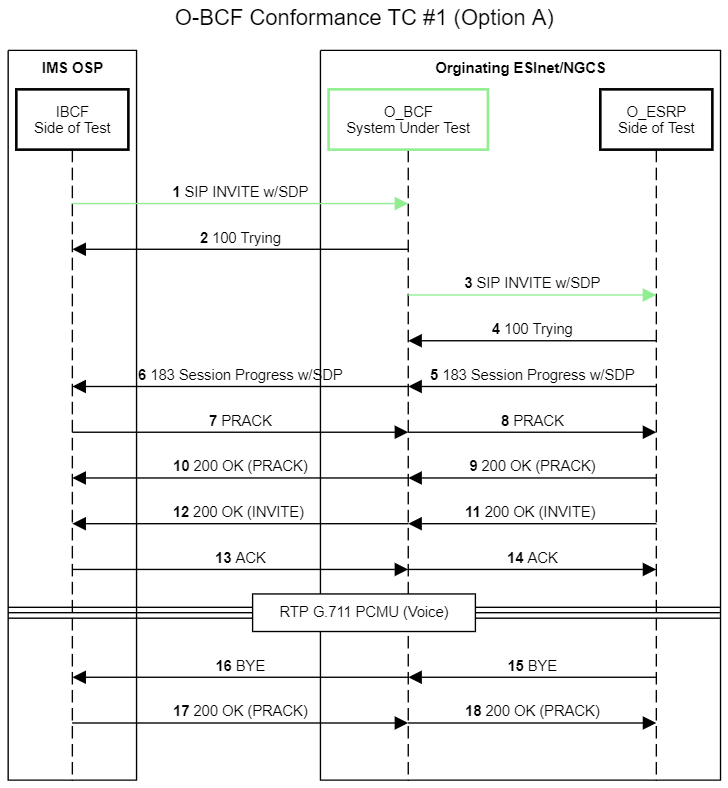 O-BCF Conformance TC #1 (Option A)
IMS OSP
Orginating ESInet/NGCS
IBCF
Side of Test
O_BCF
System Under Test
O_ESRP
Side of Test
1 SIP INVITE w/SDP
2 100 Trying
3 SIP INVITE w/SDP
4 100 Trying
6 183 Session Progress w/SDP
5 183 Session Progress w/SDP
7 PRACK
8 PRACK
10 200 OK (PRACK)
9 200 OK (PRACK)
12 200 OK (INVITE)
11 200 OK (INVITE)
13 ACK
14 ACK
RTP G.711 PCMU (Voice)
16 BYE
15 BYE
17 200 OK (PRACK)
18 200 OK (PRACK)